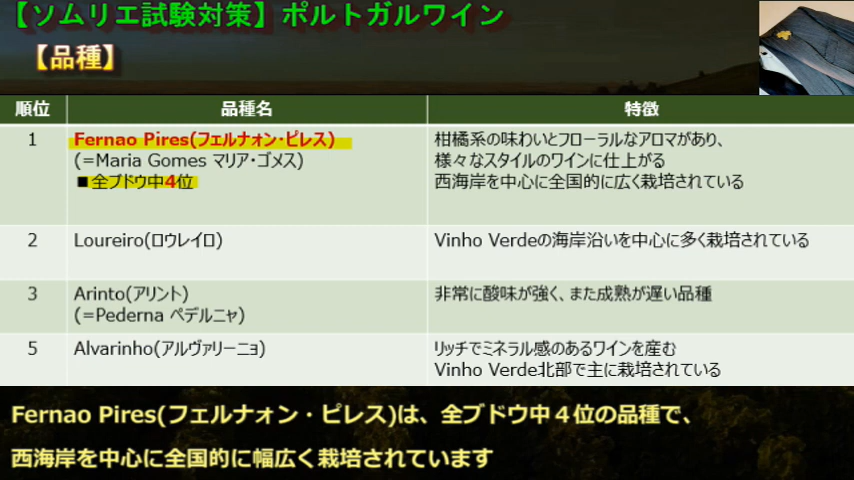 【ソムリエ試験対策】ポルトガルワイン
【品種】
順位 品種名 特徴
1 Fernao Pires(フェルナォン・ピレス) 柑橘系の味わいとフローラルなアロマがあり、
(=Maria Gomes マリア・ゴメス) 様々なスタイルのワインに仕上がる
■全ブドウ中4位 西海岸を中心に全国的に広く栽培されている
2 Loureiro(ロウレイロ) Vinho Verdeの海岸沿いを中心に多く栽培されている
3 Arinto(アリント) 非常に酸味が強く、また成熟が遅い品種
(=Pederna ペデルニャ)
5 Alvarinho(アルヴァリーニョ) リッチでミネラル感のあるワインを産む
Vinho Verde北部で主に栽培されている
Fernao Pires(フェルナォン・ピレス)は、全ブドウ中４位の品種で、
西海岸を中心に全国的に幅広く栽培されています